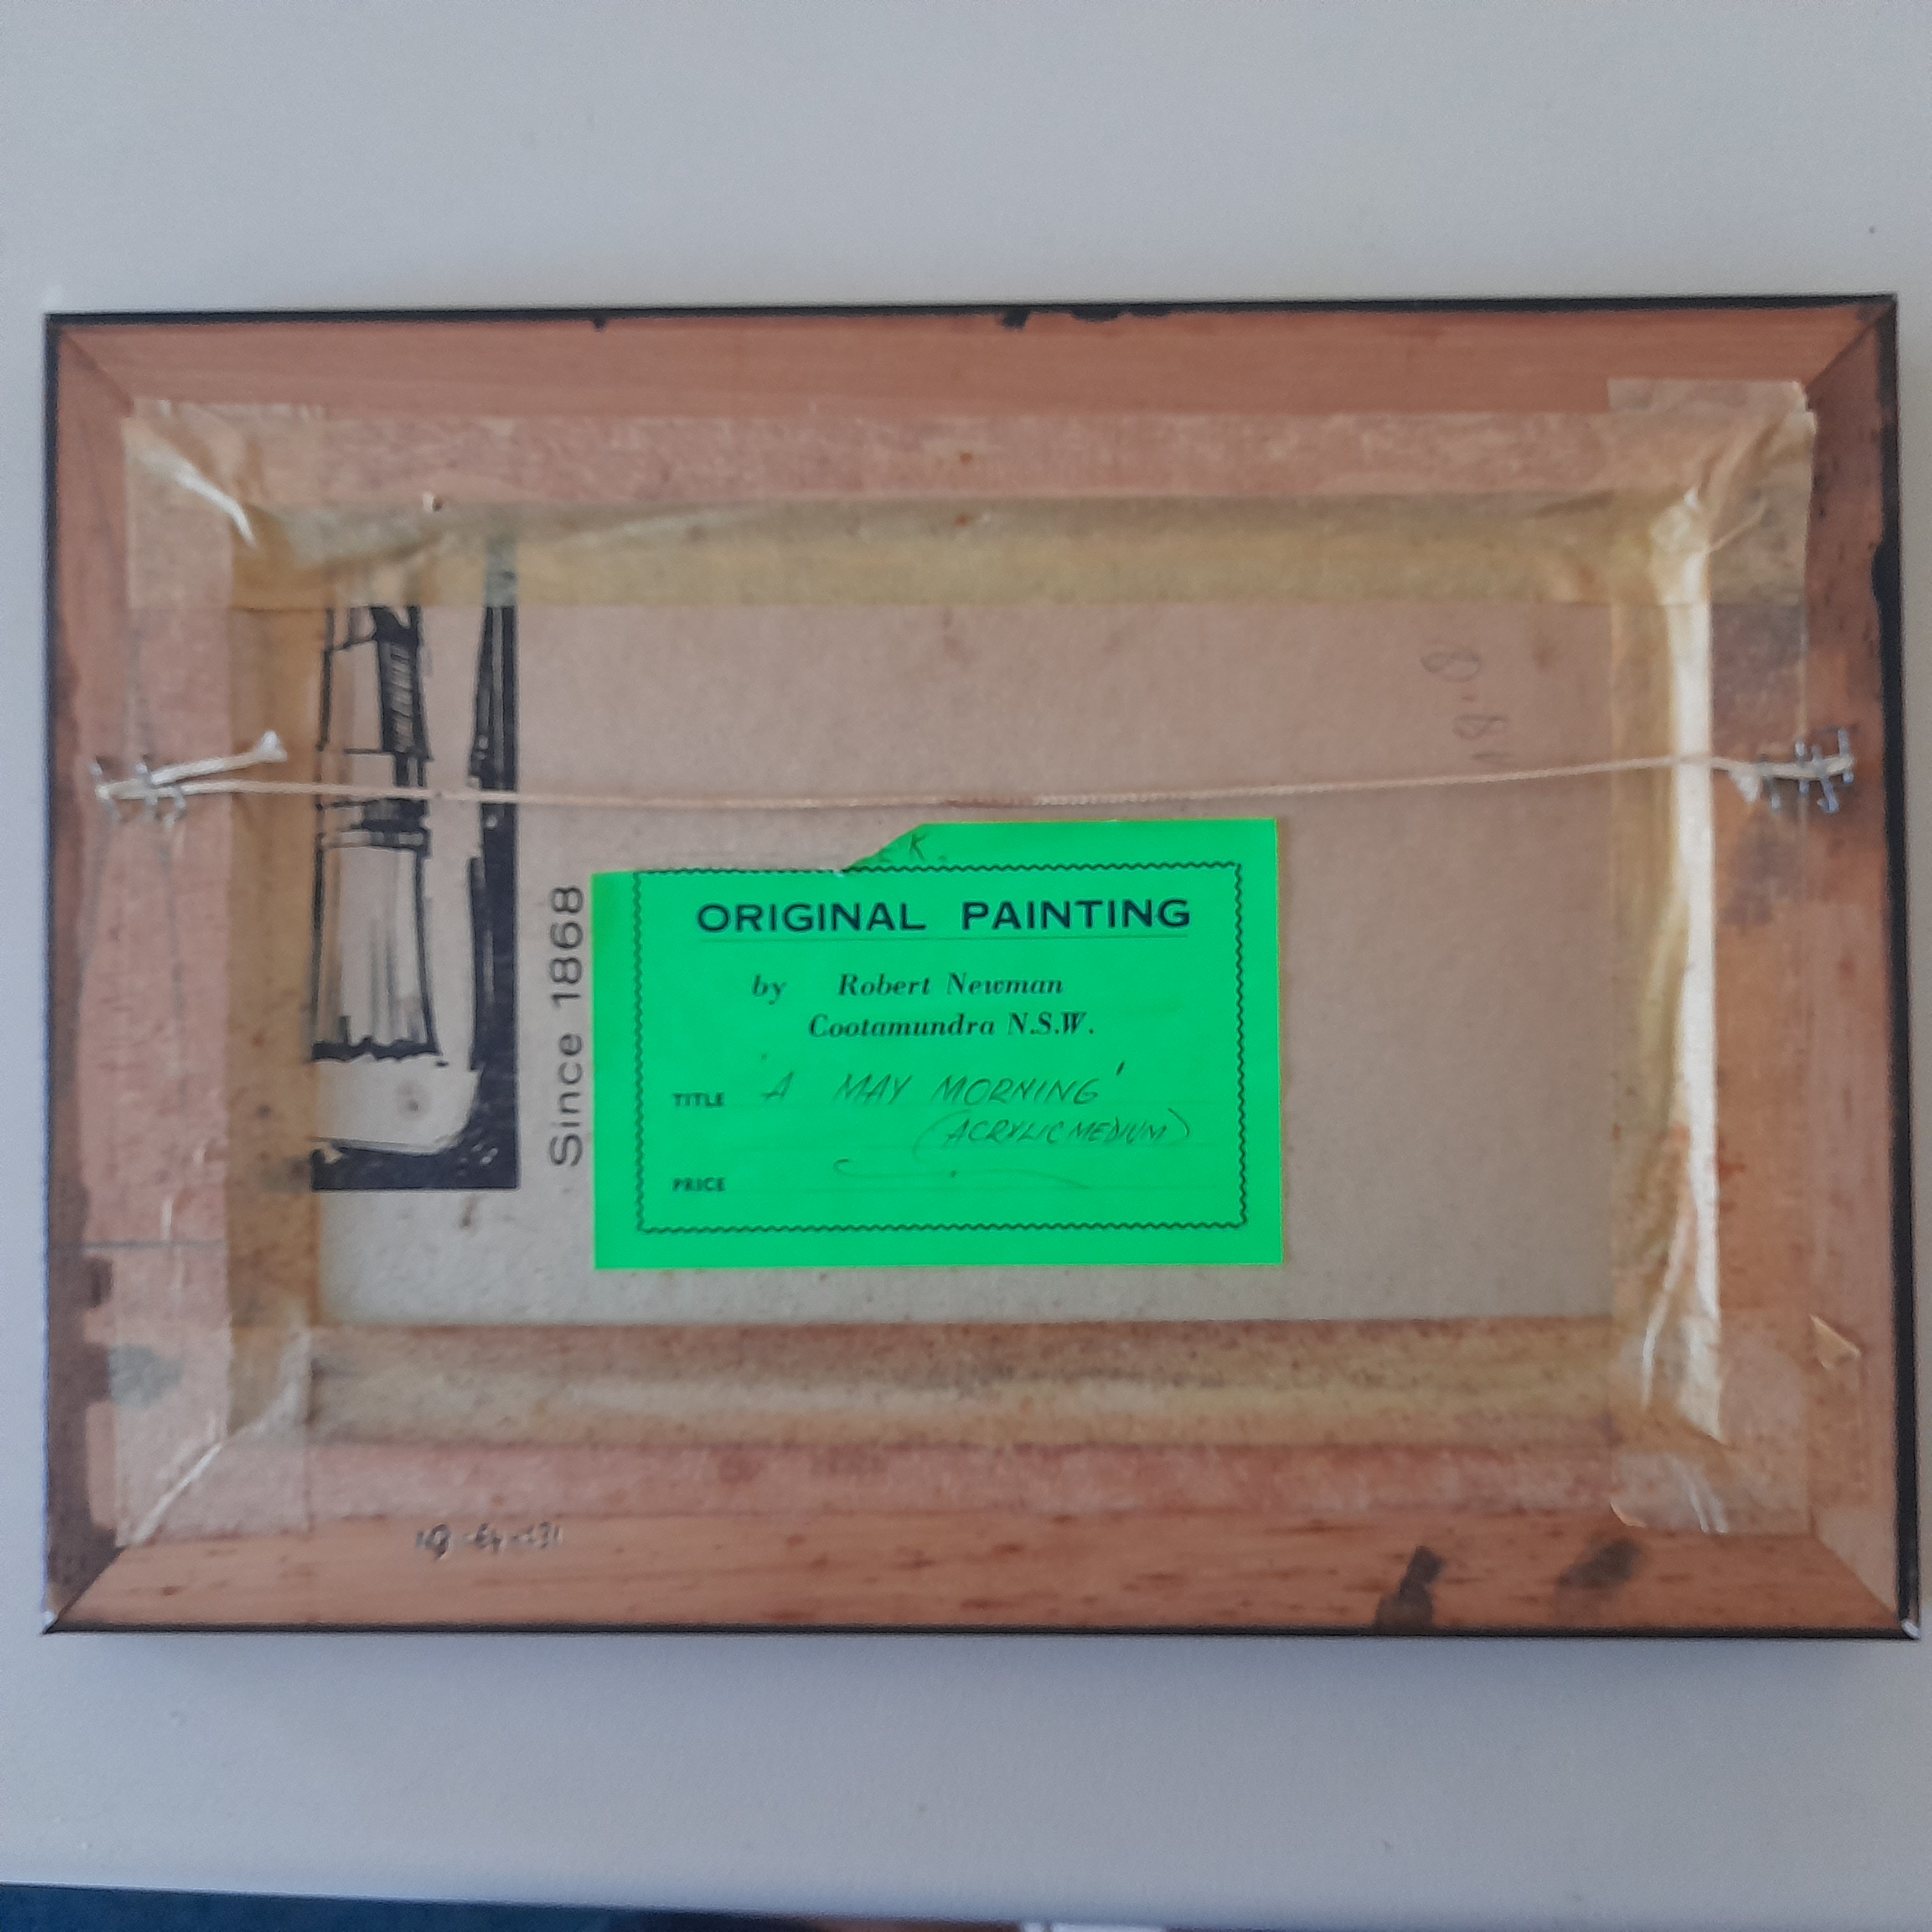 Since 1868
K.
ORIGINAL PAINTING
by Robert Newman
Cootamundra N.S.W.
TITLE 'A MAY MORNING'
(ACRYLIC MEDIUM)
PRICE